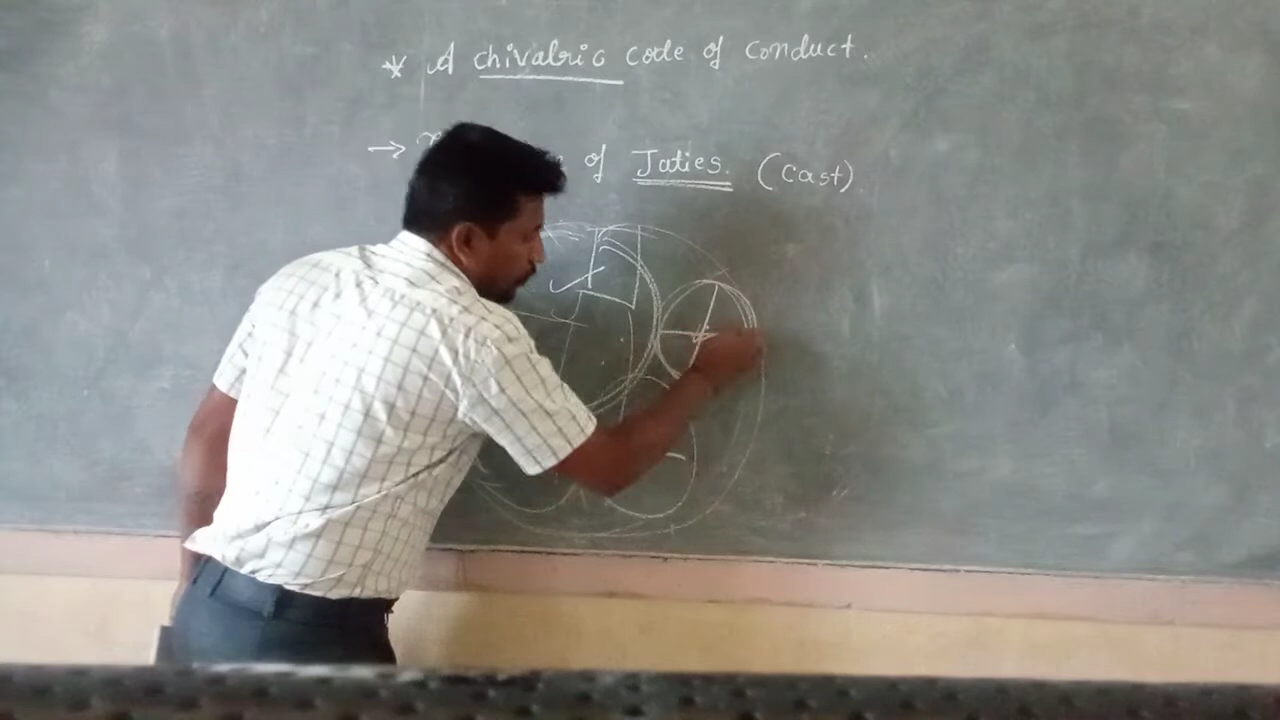 * A chivalric code of conduct.
→ of Jaties. (Cast)